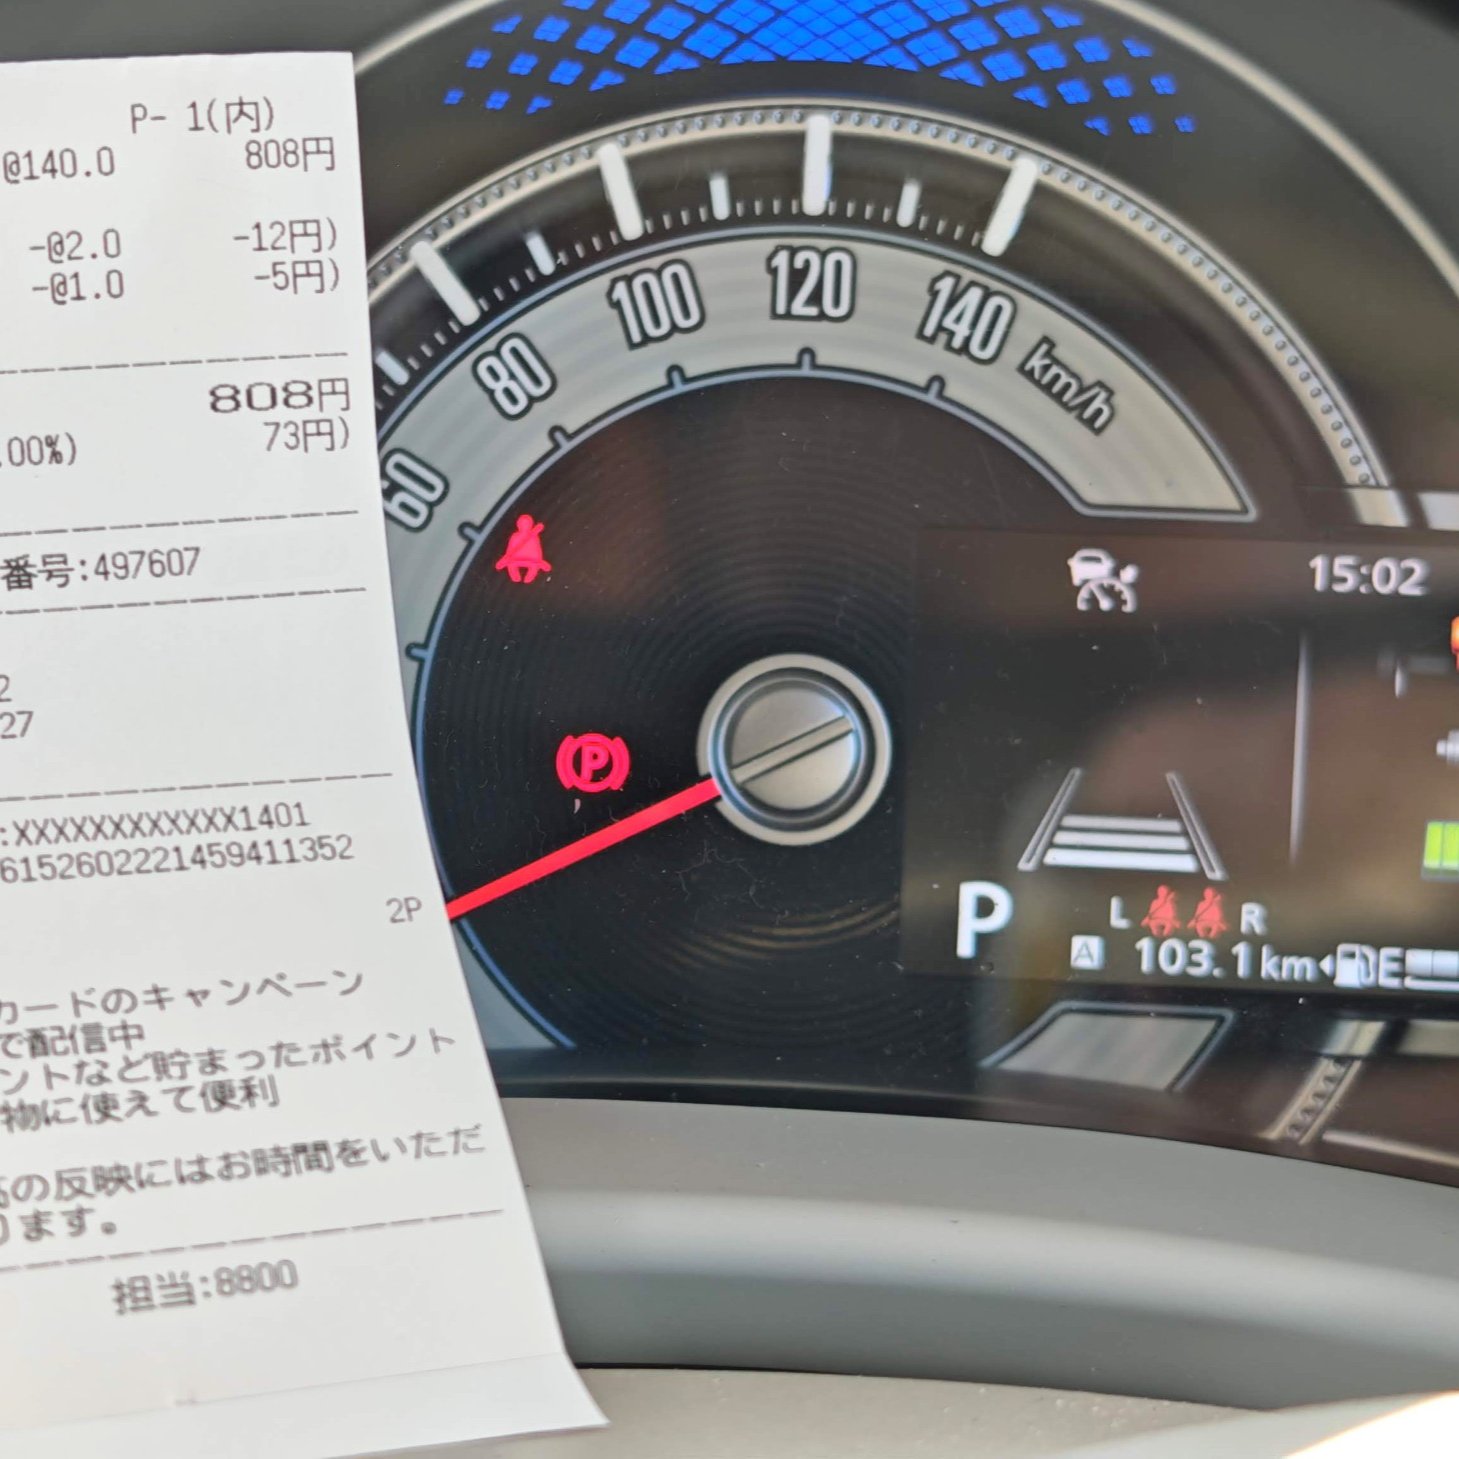 P- 1(内)
@140.0 808円
-@2.0 -12円)
-@1.0 -5円)
808円
.00%) 73円)
番号:497607
2
27
:XXXXXXXXXXXX1401
6152602221459411352
2P
カードのキャンペーン
で配信中
ントなど貯まったポイント
物に使えて便利
の反映にはお時間をいただ
ります。
担当:8800
60
80
100
120
140
km/h
P
15:02
P
L R
A 103.1km E